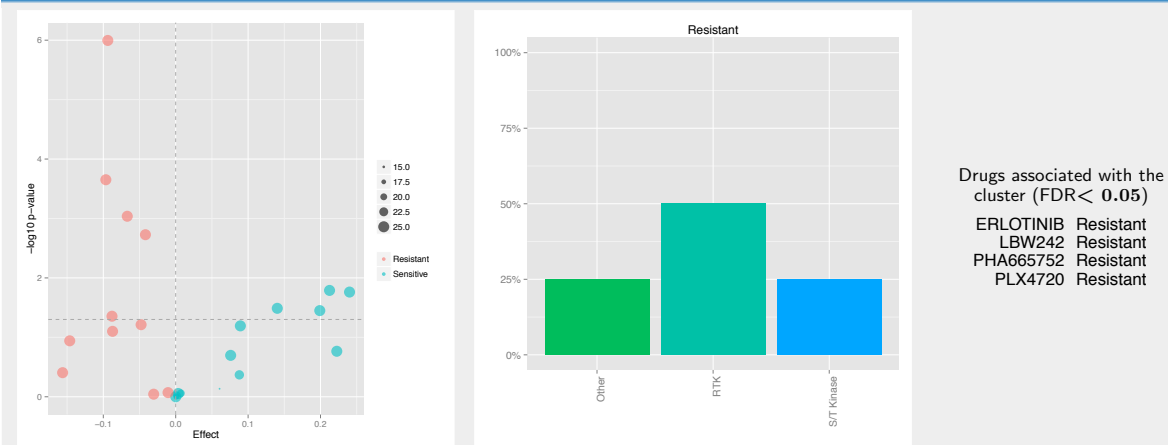 6
4
2
0
−log10 p−value
−0.1
0.0
0.1
0.2
Effect
15.0
17.5
20.0
22.5
25.0
Resistant
Sensitive
Resistant
100%
75%
50%
25%
0%
Other
RTK
S/T Kinase
Drugs associated with the
cluster (FDR< 0.05)
ERLOTINIB Resistant
LBW242 Resistant
PHA665752 Resistant
PLX4720 Resistant